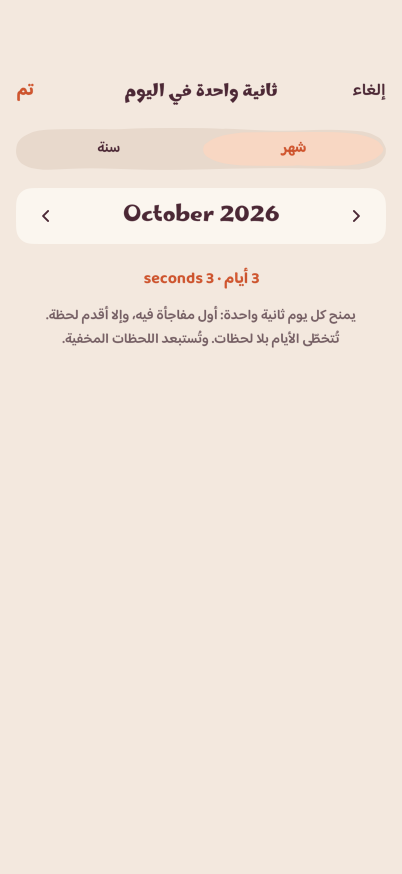 إلغاء
ثانية واحدة في اليوم
تم
شهر
سنة
October 2026
3 أيام · 3 seconds
يمنح كل يوم ثانية واحدة: أول مفاجأة فيه، وإلا أقدم لحظة.
تُتخطّى الأيام بلا لحظات. وتُستبعد اللحظات المخفية.